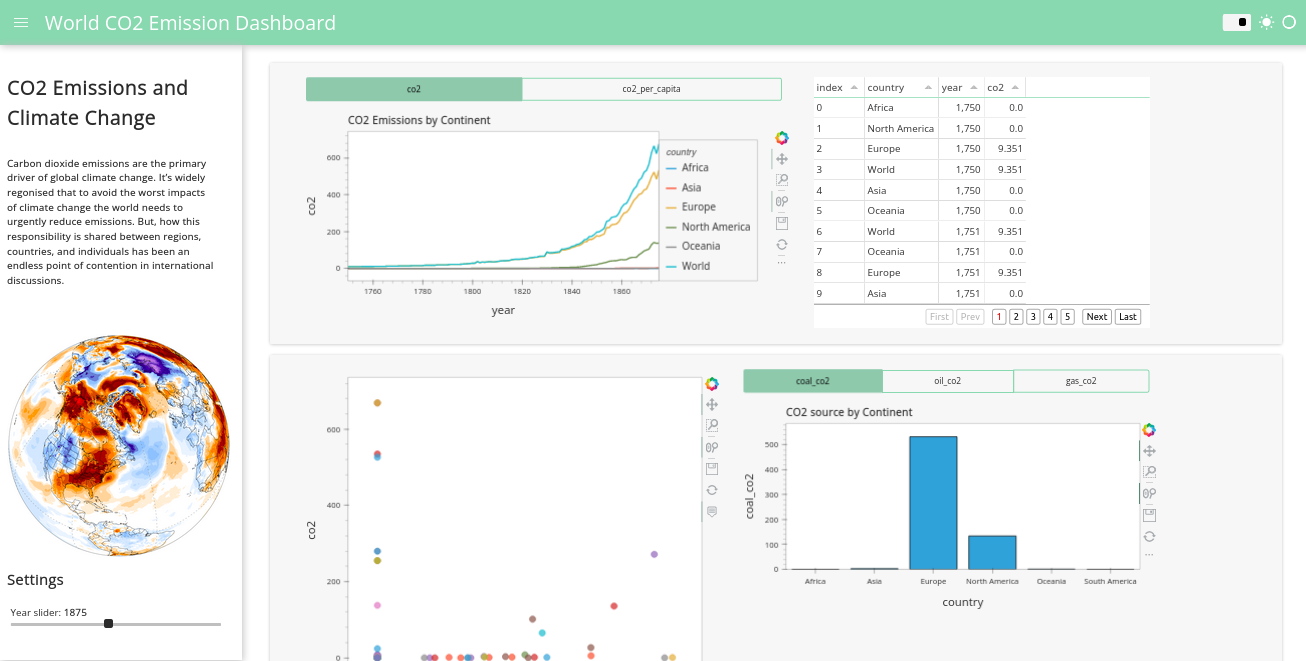 World CO2 Emission Dashboard
CO2 Emissions and
Climate Change
Carbon dioxide emissions are the primary
driver of global climate change. It's widely
regonised that to avoid the worst impacts
of climate change the world needs to
urgently reduce emissions. But, how this
responsibility is shared between regions,
countries, and individuals has been an
endless point of contention in international
discussions.
Settings
Year slider: 1875
co2 co2_per_capita
CO2 Emissions by Continent
co2
600
400
200
0
1760 1780 1800 1820 1840 1860
year
country
Africa
Asia
Europe
North America
Oceania
World
index country year co2
0 Africa 1,750 0.0
1 North America 1,750 0.0
2 Europe 1,750 9.351
3 World 1,750 9.351
4 Asia 1,750 0.0
5 Oceania 1,750 0.0
6 World 1,751 9.351
7 Oceania 1,751 0.0
8 Europe 1,751 9.351
9 Asia 1,751 0.0
First Prev 1 2 3 4 5 Next Last
co2
600
400
200
0
coal_co2 oil_co2 gas_co2
CO2 source by Continent
coal_co2
500
400
300
200
100
0
Africa Asia Europe North America Oceania South America
country